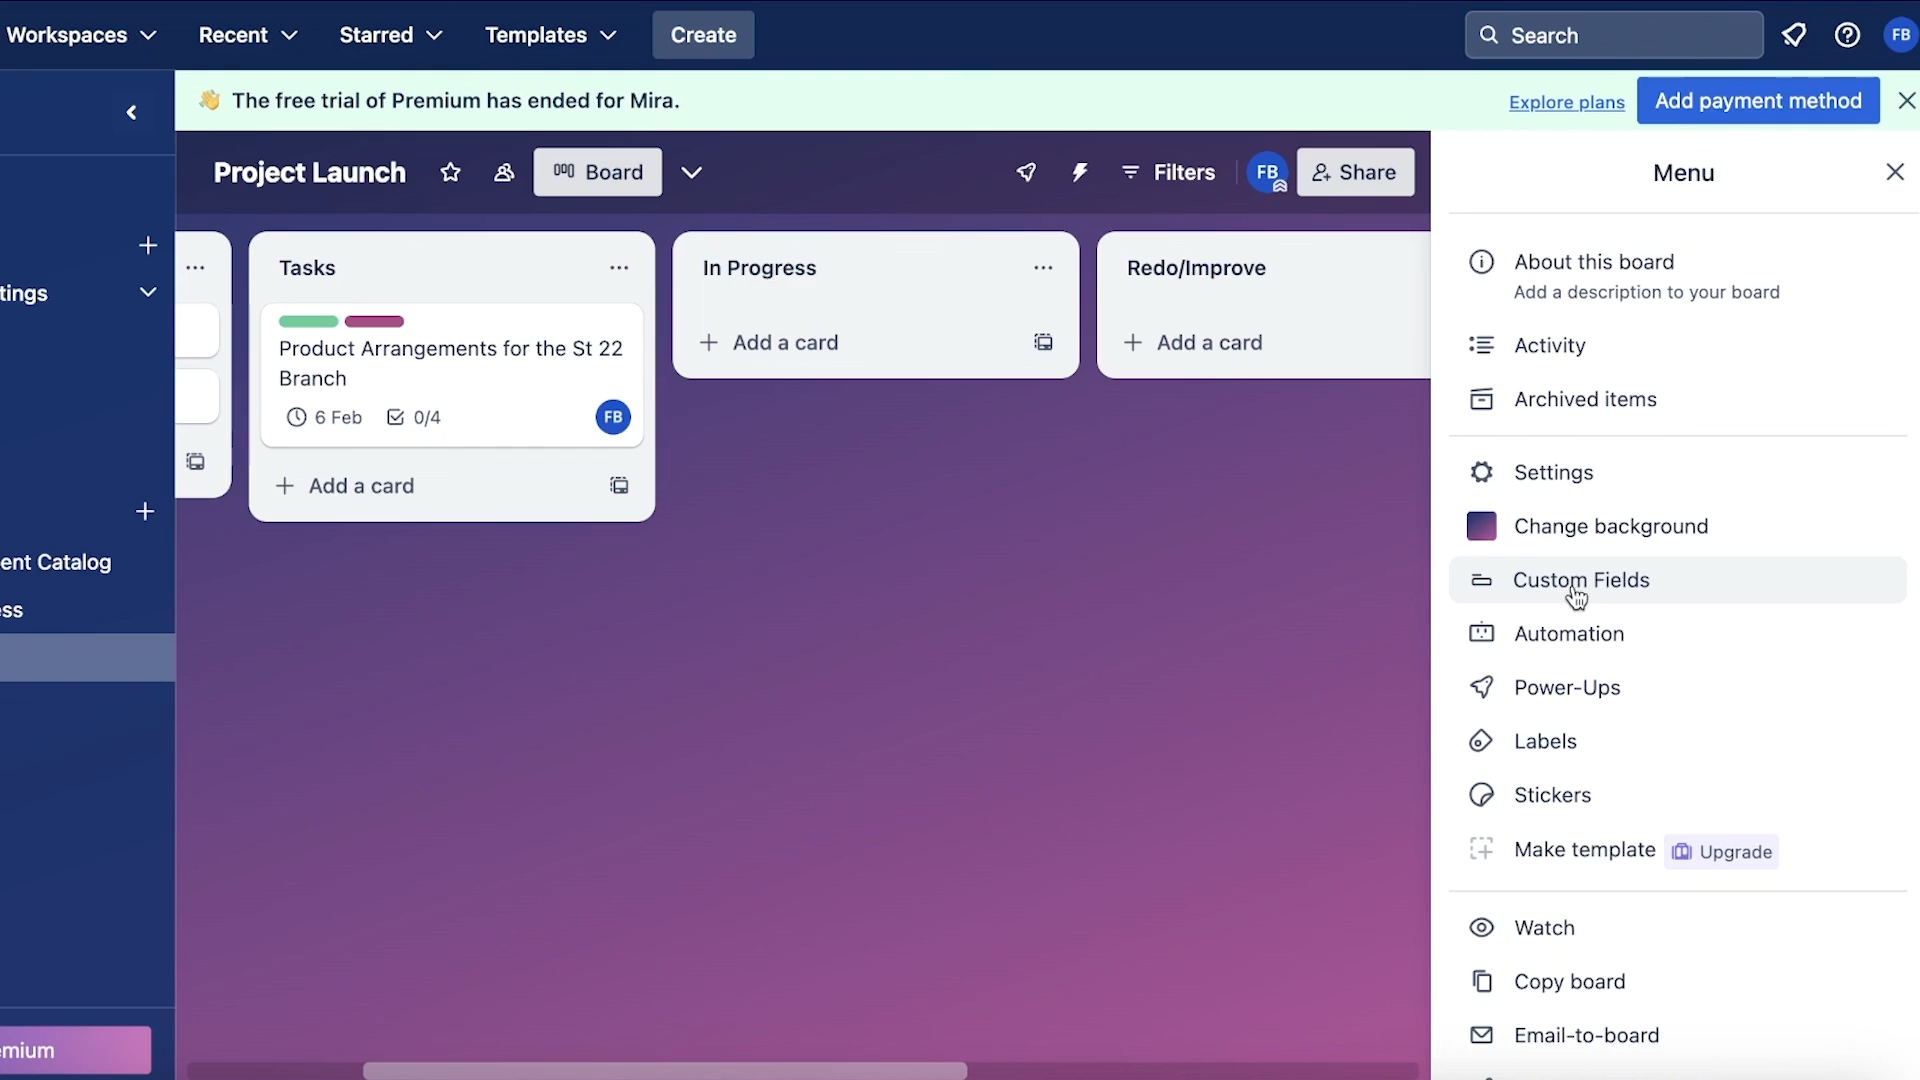 Workspaces Recent Starred Templates Create Search FB
👋 The free trial of Premium has ended for Mira. Explore plans Add payment method
Project Launch Board Filters FB Share
Menu
tings
ent Catalog
ess
emium
Tasks
Product Arrangements for the St 22
Branch
6 Feb 0/4 FB
+ Add a card
In Progress
+ Add a card
Redo/Improve
+ Add a card
About this board
Add a description to your board
Activity
Archived items
Settings
Change background
Custom Fields
Automation
Power-Ups
Labels
Stickers
Make template Upgrade
Watch
Copy board
Email-to-board